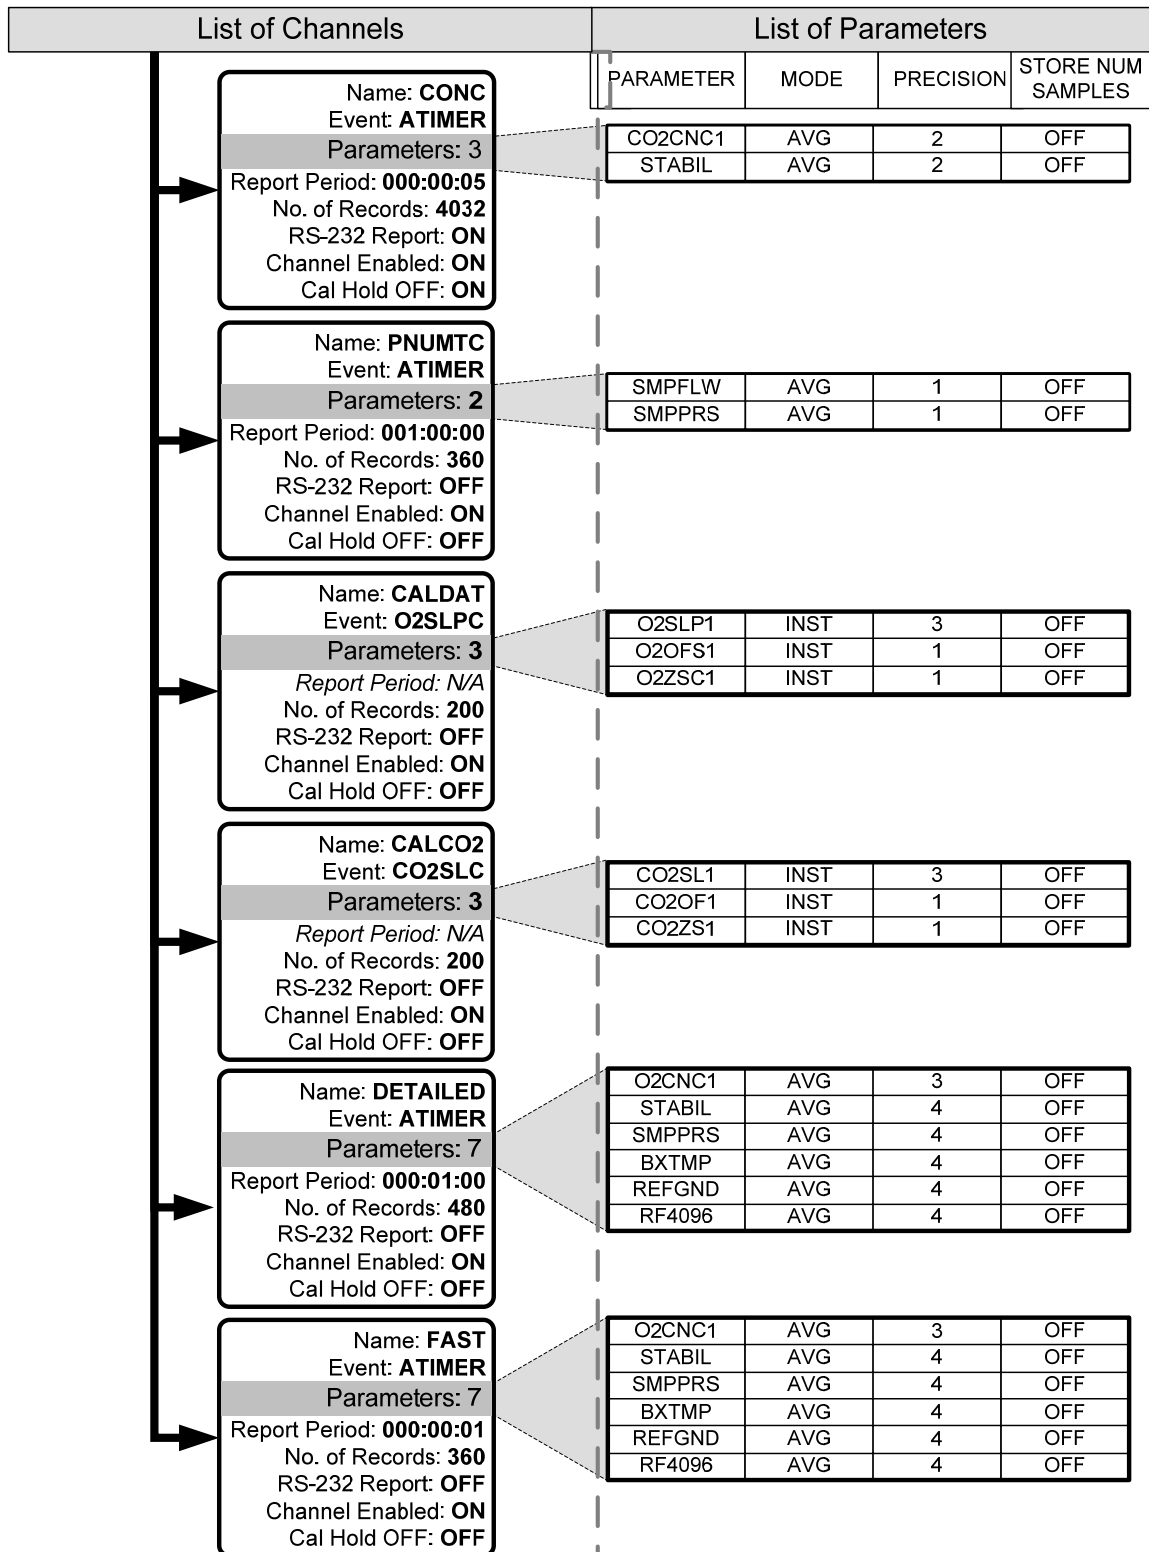 List of Channels
List of Parameters
PARAMETER MODE PRECISION STORE NUM SAMPLES
Name: CONC
Event: ATIMER
Parameters: 3
Report Period: 000:00:05
No. of Records: 4032
RS-232 Report: ON
Channel Enabled: ON
Cal Hold OFF: ON
CO2CNC1 AVG 2 OFF
STABIL AVG 2 OFF
Name: PNUMTC
Event: ATIMER
Parameters: 2
Report Period: 001:00:00
No. of Records: 360
RS-232 Report: OFF
Channel Enabled: ON
Cal Hold OFF: OFF
SMPFLW AVG 1 OFF
SMPPRS AVG 1 OFF
Name: CALDAT
Event: O2SLPC
Parameters: 3
Report Period: N/A
No. of Records: 200
RS-232 Report: OFF
Channel Enabled: ON
Cal Hold OFF: OFF
O2SLP1 INST 3 OFF
O2OFS1 INST 1 OFF
O2ZSC1 INST 1 OFF
Name: CALCO2
Event: CO2SLC
Parameters: 3
Report Period: N/A
No. of Records: 200
RS-232 Report: OFF
Channel Enabled: ON
Cal Hold OFF: OFF
CO2SL1 INST 3 OFF
CO2OF1 INST 1 OFF
CO2ZS1 INST 1 OFF
Name: DETAILED
Event: ATIMER
Parameters: 7
Report Period: 000:01:00
No. of Records: 480
RS-232 Report: OFF
Channel Enabled: ON
Cal Hold OFF: OFF
O2CNC1 AVG 3 OFF
STABIL AVG 4 OFF
SMPPRS AVG 4 OFF
BXTMP AVG 4 OFF
REFGND AVG 4 OFF
RF4096 AVG 4 OFF
Name: FAST
Event: ATIMER
Parameters: 7
Report Period: 000:00:01
No. of Records: 360
RS-232 Report: OFF
Channel Enabled: ON
Cal Hold OFF: OFF
O2CNC1 AVG 3 OFF
STABIL AVG 4 OFF
SMPPRS AVG 4 OFF
BXTMP AVG 4 OFF
REFGND AVG 4 OFF
RF4096 AVG 4 OFF